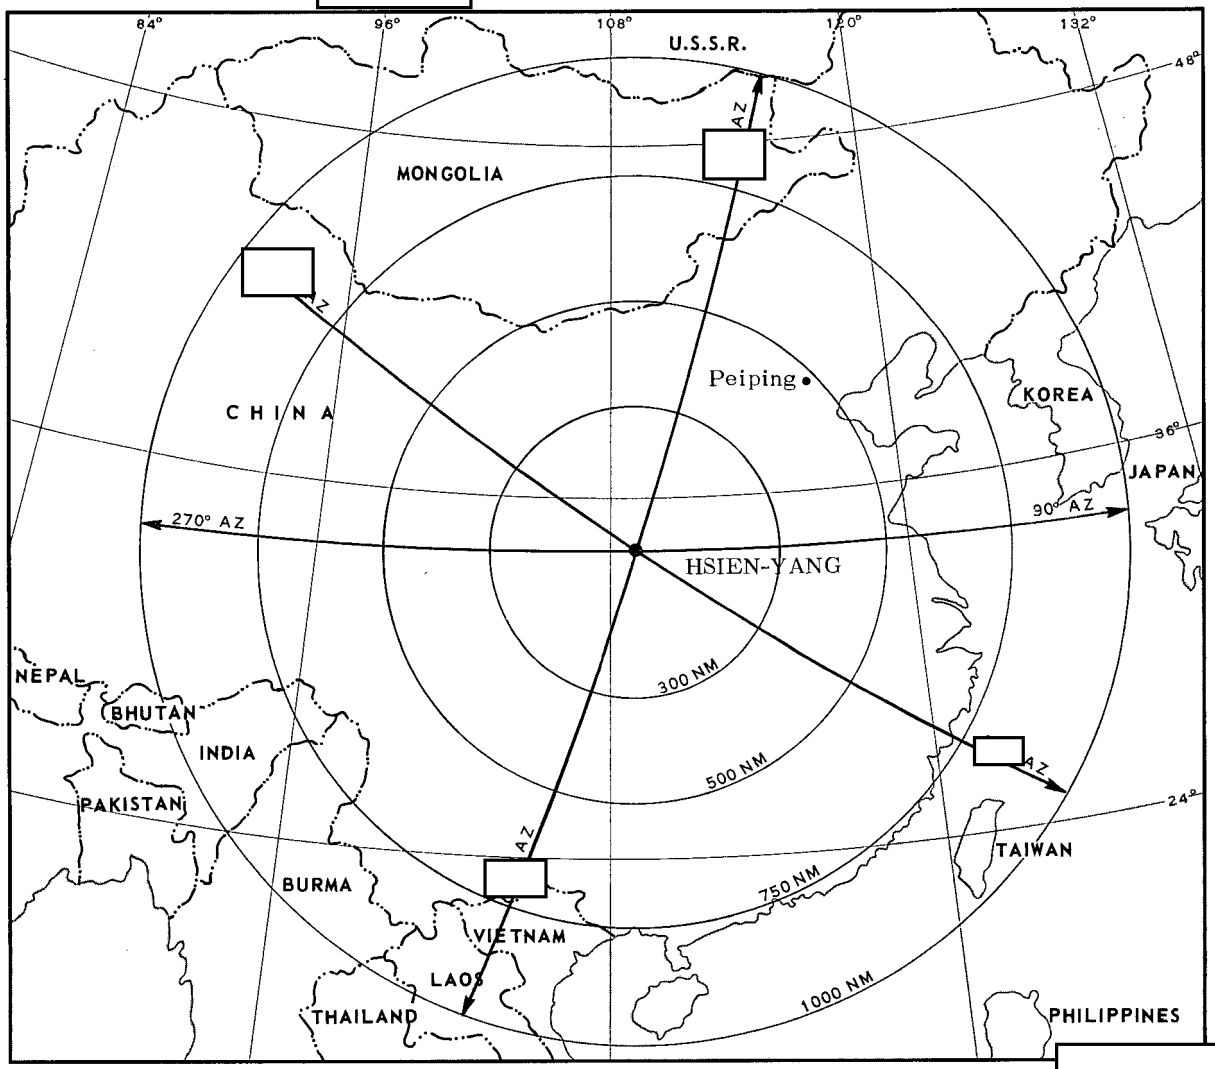 84°
96°
108°
120°
132°
U.S.S.R.
48°
AZ
MONGOLIA
AZ
Peiping
KOREA
CHINA
36°
JAPAN
270° AZ
90° AZ
HSIEN-YANG
300 NM
NEPAL
BHUTAN
INDIA
500 NM
AZ
PAKISTAN
24°
AZ
TAIWAN
BURMA
750 NM
VIETNAM
LAOS
1000 NM
THAILAND
PHILIPPINES